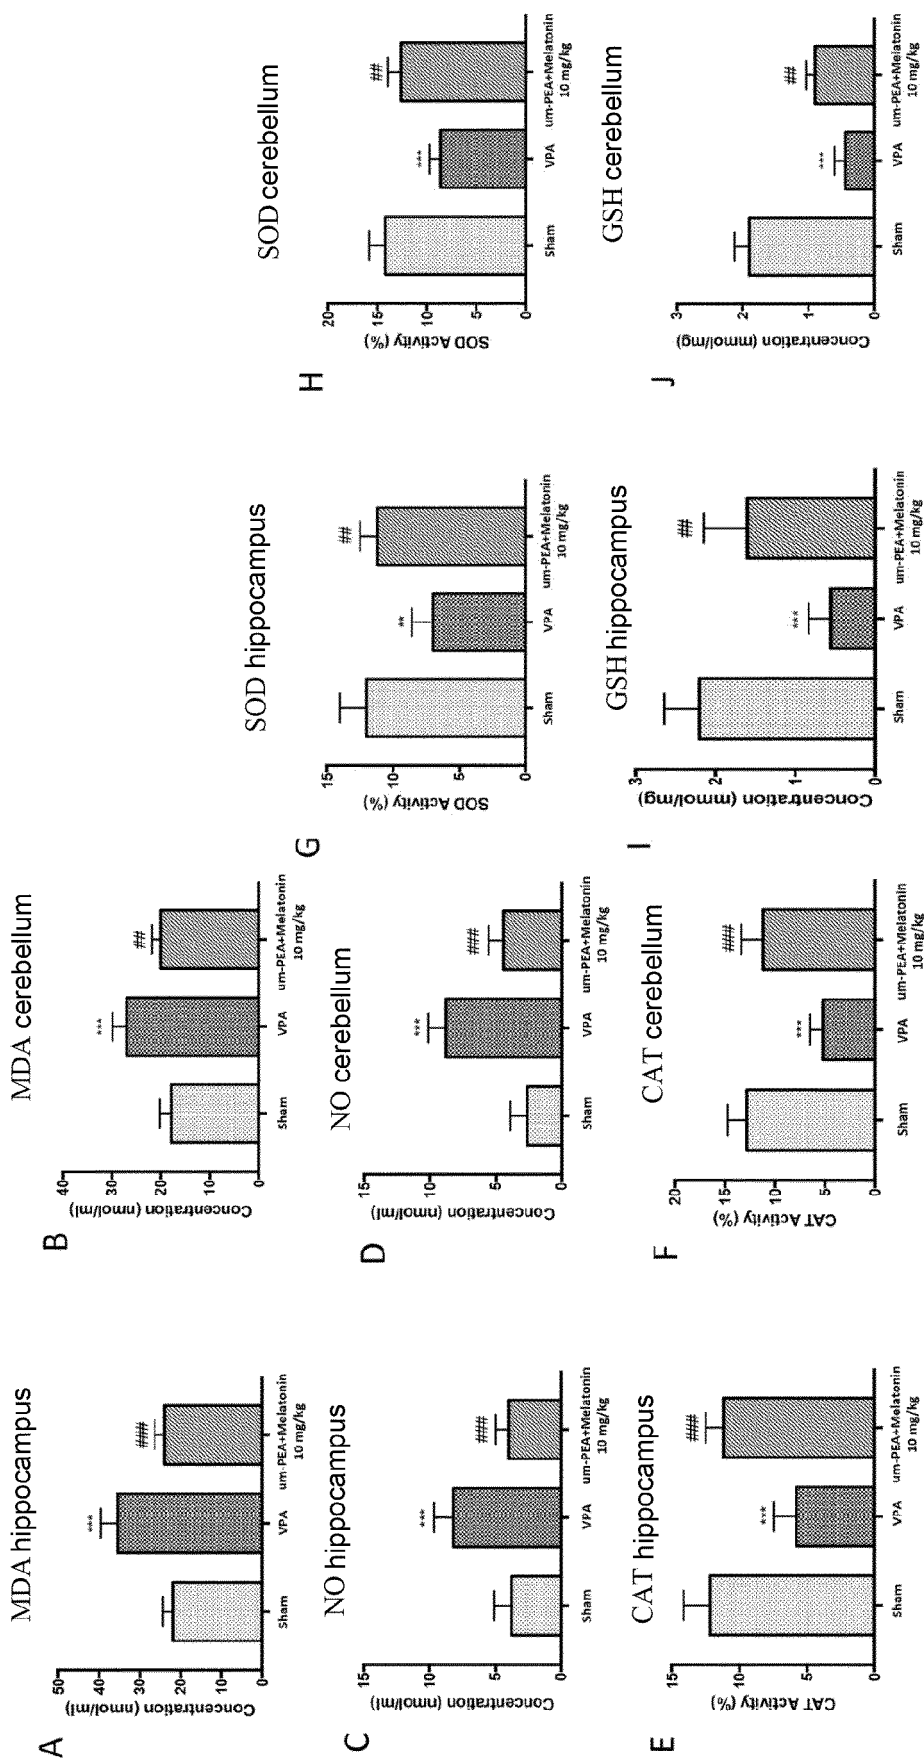 A
MDA hippocampus
Concentration (nmol/ml)
50
40
30
20
10
0
***
###
Sham
VPA
um-PEA+Melatonin
10 mg/kg
B
MDA cerebellum
Concentration (nmol/ml)
40
30
20
10
0
***
##
Sham
VPA
um-PEA+Melatonin
10 mg/kg
C
NO hippocampus
Concentration (nmol/ml)
15
10
5
0
***
###
Sham
VPA
um-PEA+Melatonin
10 mg/kg
D
NO cerebellum
Concentration (nmol/ml)
15
10
5
0
***
###
Sham
VPA
um-PEA+Melatonin
10 mg/kg
E
CAT hippocampus
CAT Activity (%)
15
10
5
0
***
###
Sham
VPA
um-PEA+Melatonin
10 mg/kg
F
CAT cerebellum
CAT Activity (%)
20
15
10
5
0
***
###
Sham
VPA
um-PEA+Melatonin
10 mg/kg
G
SOD hippocampus
SOD Activity (%)
15
10
5
0
**
##
Sham
VPA
um-PEA+Melatonin
10 mg/kg
H
SOD cerebellum
SOD Activity (%)
20
15
10
5
0
***
##
Sham
VPA
um-PEA+Melatonin
10 mg/kg
I
GSH hippocampus
Concentration (mmol/mg)
3
2
1
0
***
##
Sham
VPA
um-PEA+Melatonin
10 mg/kg
J
GSH cerebellum
Concentration (mmol/mg)
3
2
1
0
***
##
Sham
VPA
um-PEA+Melatonin
10 mg/kg